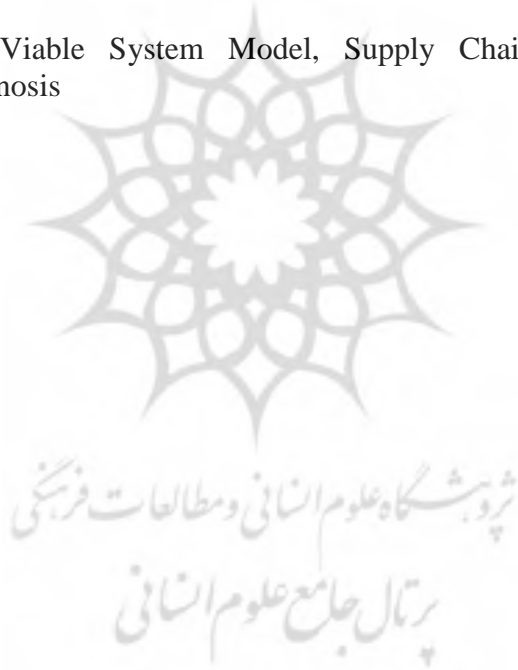 Viable System Model, Supply Chai
nosis
پژوهشگاه علوم انسانی و مطالعات فرهنگی
پرتال جامع علوم انسانی